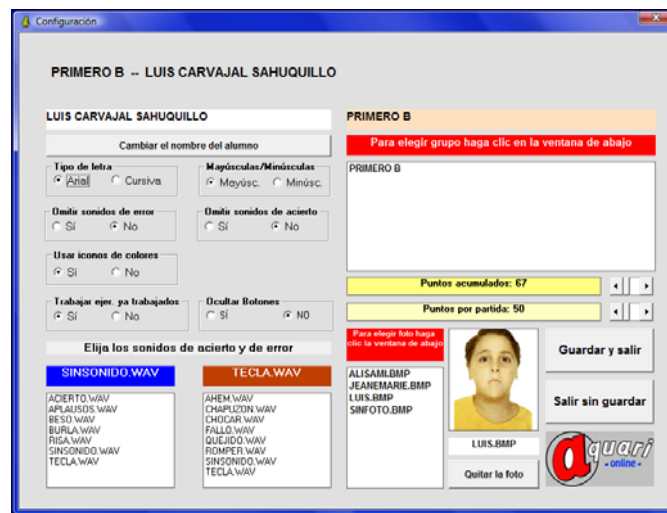 Configuración
PRIMERO B -- LUIS CARVAJAL SAHUQUILLO
LUIS CARVAJAL SAHUQUILLO
Cambiar el nombre del alumno
Tipo de letra
Arial
Cursiva
Mayúsculas/Minúsculas
Mayúsc.
Minúsc.
Omitir sonidos de error
Sí
No
Omitir sonidos de acierto
Sí
No
Usar iconos de colores
Sí
No
Trabajar ejer. ya trabajados
Sí
No
Ocultar Botones
SÍ
NO
Elija los sonidos de acierto y de error
SINSONIDO.WAV
ACIERTO.WAV
APLAUSOS.WAV
BESO.WAV
BURLA.WAV
RISA.WAV
SINSONIDO.WAV
TECLA.WAV
TECLA.WAV
AHEM.WAV
CHAPUZON.WAV
CHOCAR.WAV
FALLO.WAV
QUEJIDO.WAV
ROMPER.WAV
SINSONIDO.WAV
TECLA.WAV
PRIMERO B
Para elegir grupo haga clic en la ventana de abajo
PRIMERO B
Puntos acumulados: 67
Puntos por partida: 50
Para elegir foto haga
clic la ventana de abajo
ALISAMI.BMP
JEANEMARIE.BMP
LUIS.BMP
SINFOTO.BMP
LUIS.BMP
Quitar la foto
Guardar y salir
Salir sin guardar
aquari
- online -